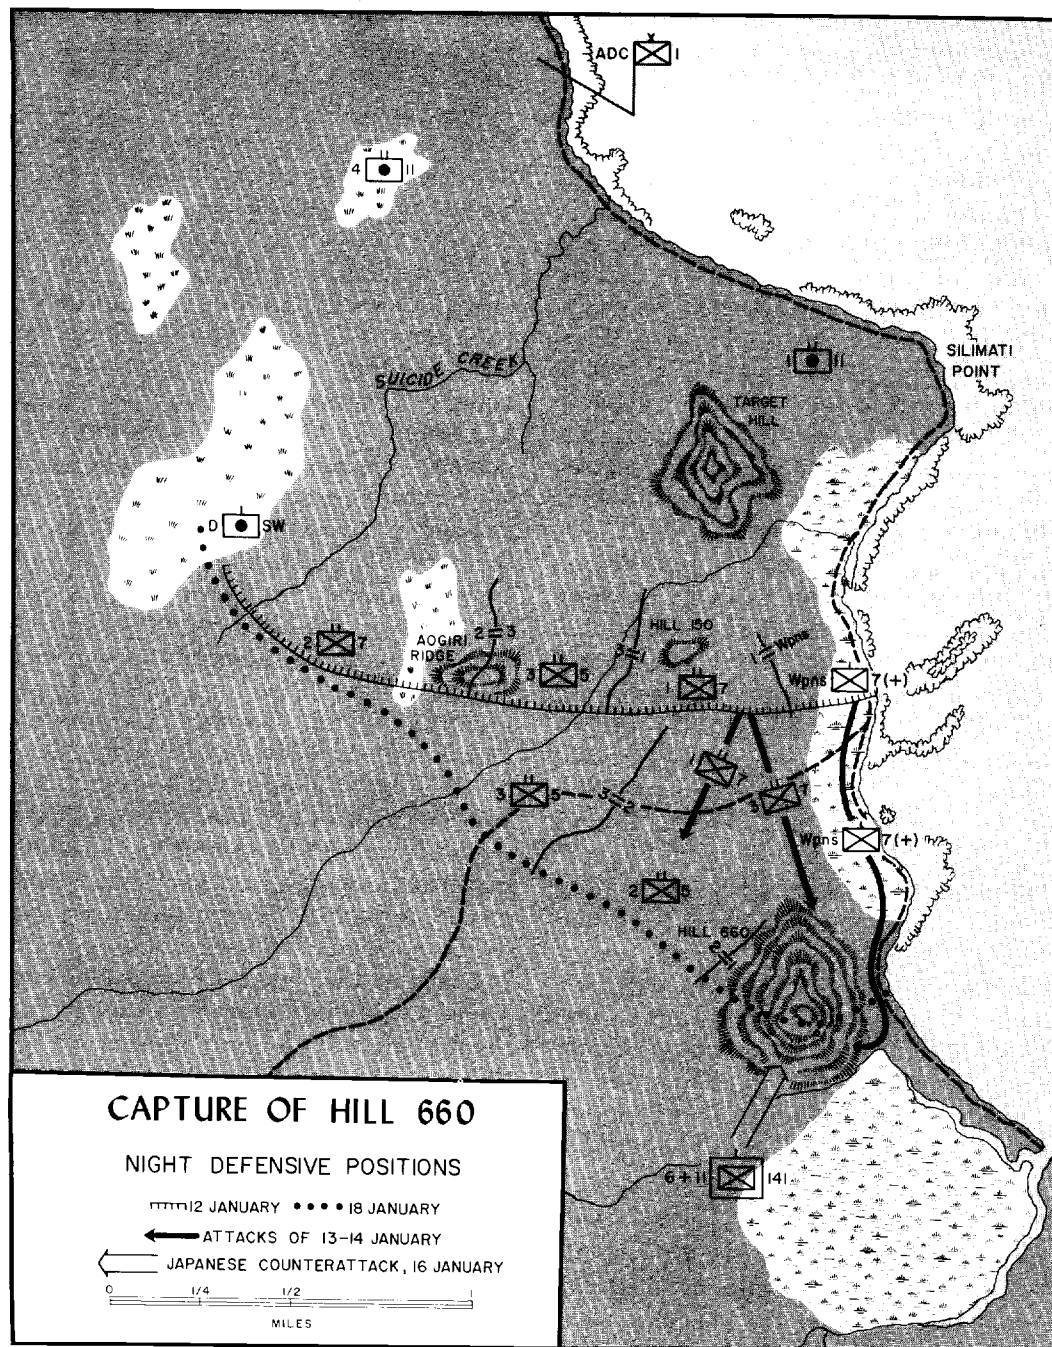 ADC 1
4 11
SUICIDE CREEK
SILIMATI
POINT
1 11
TARGET
HILL
D SW
2 7
AOGIRI
RIDGE
2 3
3 5
3 1
HILL 150
1 7
1 Wpns
Wpns 7(+)
1 7
3 7
3 5
3 2
Wpns 7(+)
2 5
HILL 660
6+11 141
CAPTURE OF HILL 660
NIGHT DEFENSIVE POSITIONS
12 JANUARY 18 JANUARY
ATTACKS OF 13-14 JANUARY
JAPANESE COUNTERATTACK, 16 JANUARY
0 1/4 1/2 1
MILES